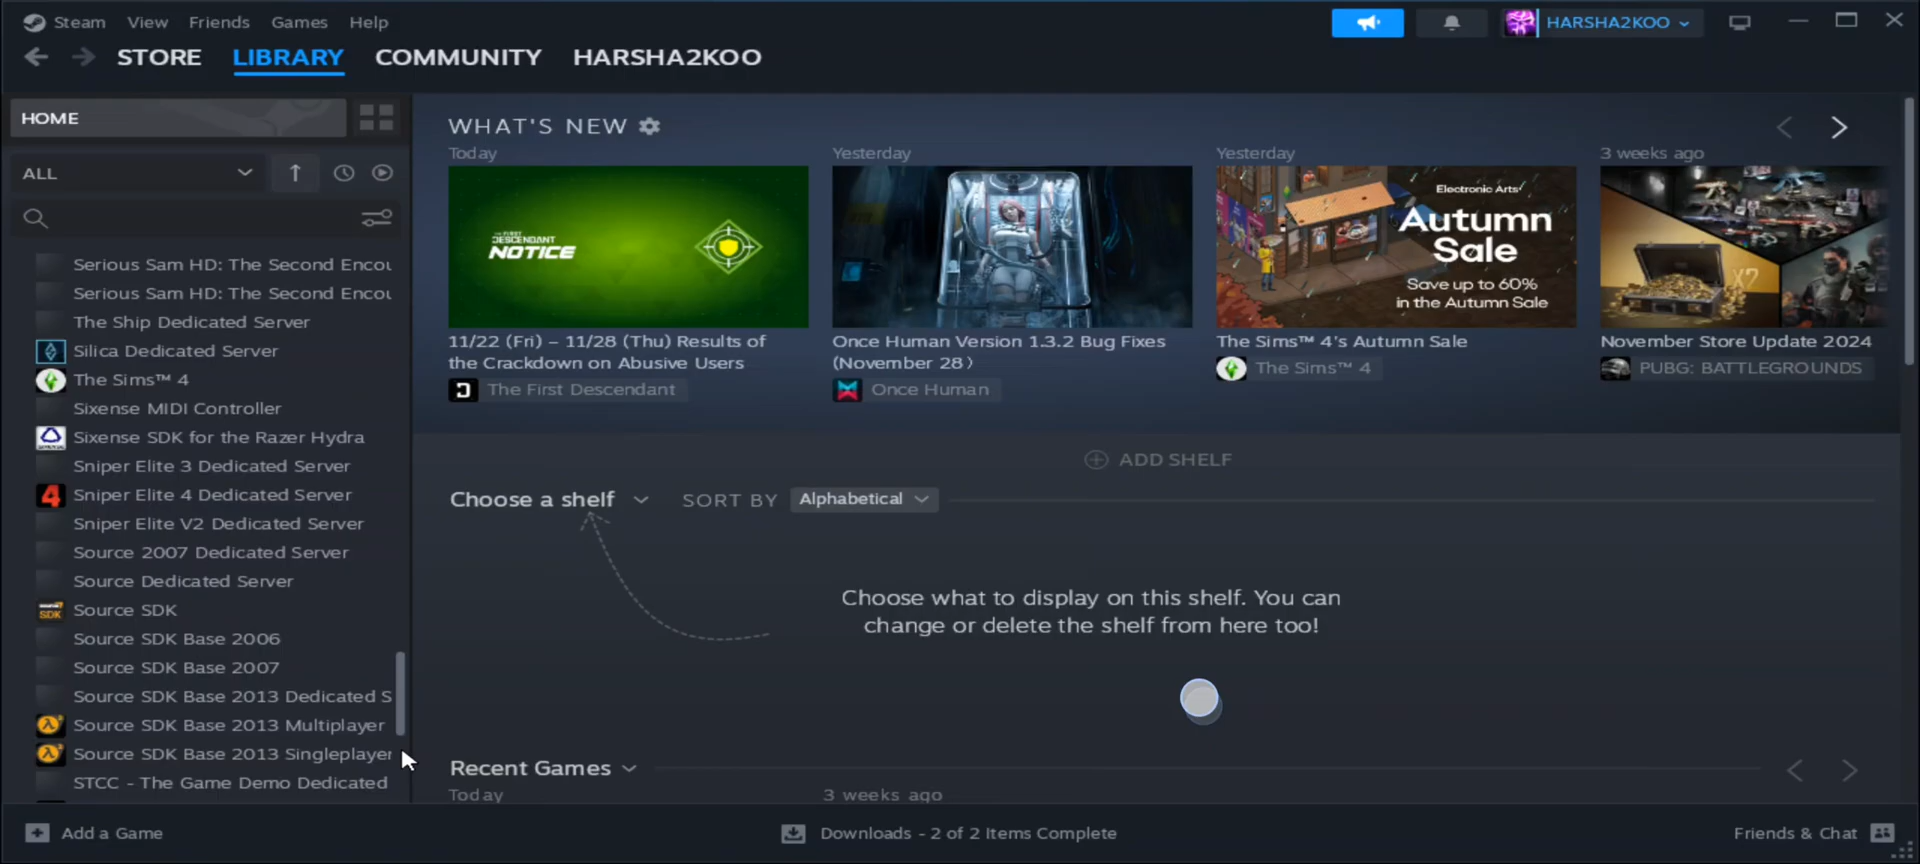 Steam View Friends Games Help
HARSHA2KOO
STORE LIBRARY COMMUNITY HARSHA2KOO
HOME
ALL
Serious Sam HD: The Second Encou
Serious Sam HD: The Second Encou
The Ship Dedicated Server
Silica Dedicated Server
The Sims™ 4
Sixense MIDI Controller
Sixense SDK for the Razer Hydra
Sniper Elite 3 Dedicated Server
4 Sniper Elite 4 Dedicated Server
Sniper Elite V2 Dedicated Server
Source 2007 Dedicated Server
Source Dedicated Server
SDK Source SDK
Source SDK Base 2006
Source SDK Base 2007
Source SDK Base 2013 Dedicated S
Source SDK Base 2013 Multiplayer
Source SDK Base 2013 Singleplayer
STCC - The Game Demo Dedicated
WHAT'S NEW
Today
THE FIRST
DESCENDANT
NOTICE
11/22 (Fri) – 11/28 (Thu) Results of
the Crackdown on Abusive Users
The First Descendant
Yesterday
Once Human Version 1.3.2 Bug Fixes
(November 28）
Once Human
Yesterday
Electronic Arts
Autumn
Sale
Save up to 60%
in the Autumn Sale
The Sims™ 4's Autumn Sale
The Sims™ 4
3 weeks ago
X7
November Store Update 2024
PUBG: BATTLEGROUNDS
ADD SHELF
Choose a shelf SORT BY Alphabetical
Choose what to display on this shelf. You can
change or delete the shelf from here too!
Recent Games
Today 3 weeks ago
Add a Game
Downloads - 2 of 2 Items Complete
Friends & Chat